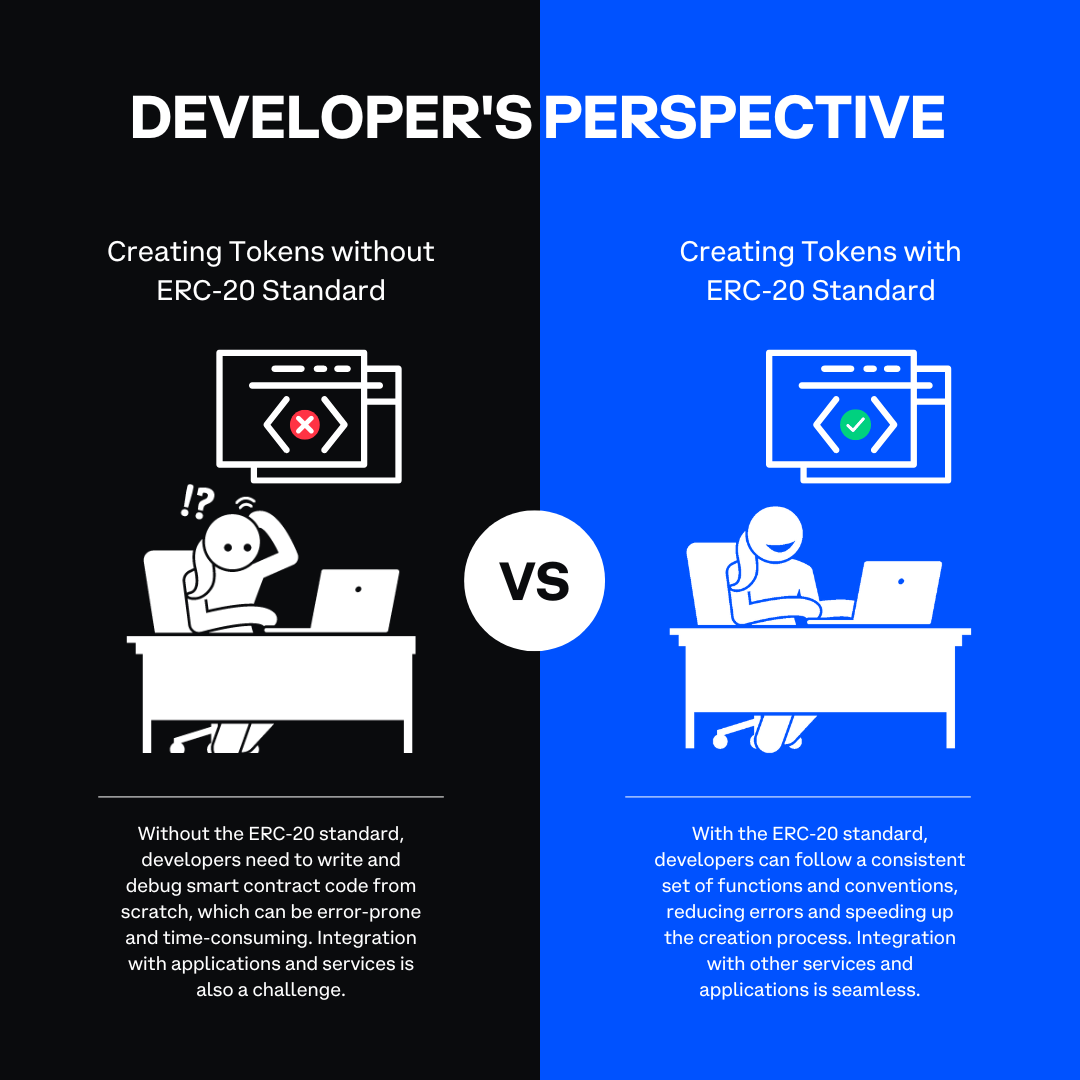 DEVELOPER'S PERSPECTIVE
Creating Tokens without
ERC-20 Standard
!?
Without the ERC-20 standard,
developers need to write and
debug smart contract code from
scratch, which can be error-prone
and time-consuming. Integration
with applications and services is
also a challenge.
VS
Creating Tokens with
ERC-20 Standard
With the ERC-20 standard,
developers can follow a consistent
set of functions and conventions,
reducing errors and speeding up
the creation process. Integration
with other services and
applications is seamless.